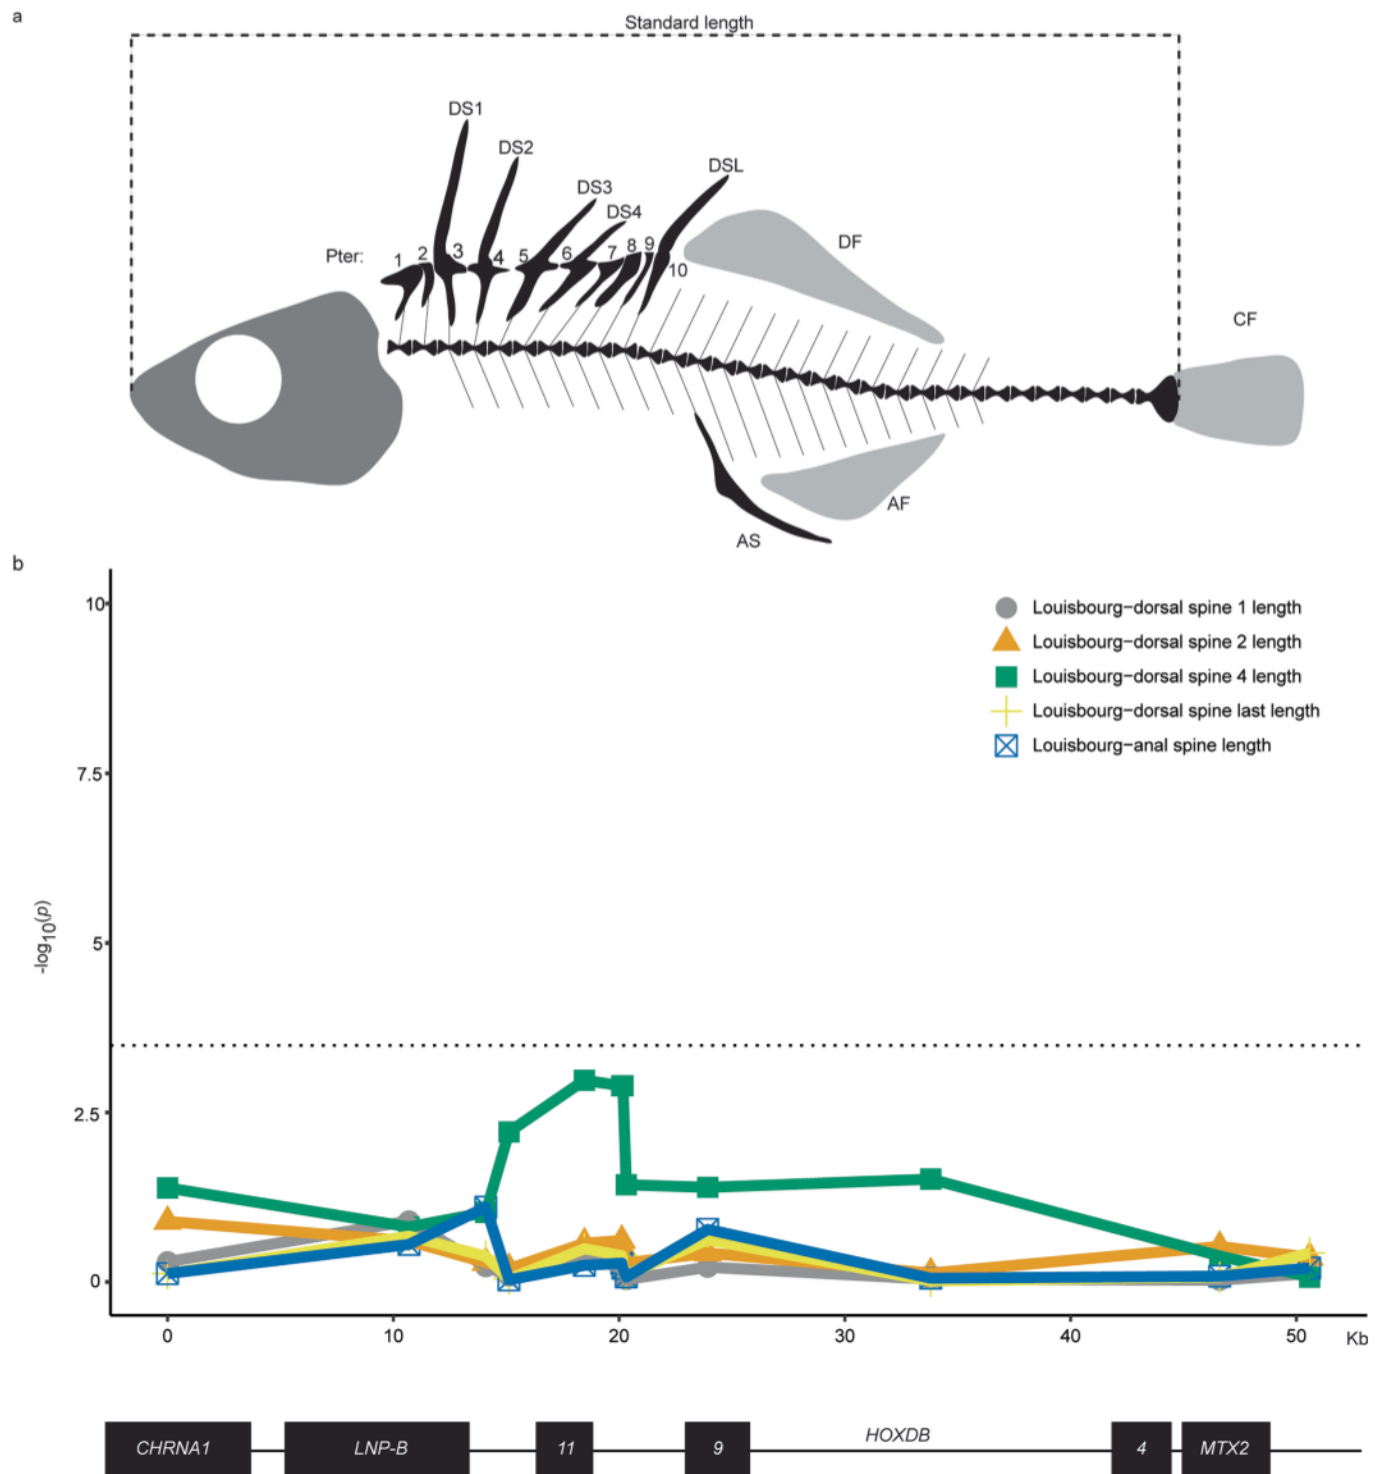 a
Standard length
DS1
DS2
DS3
DS4
DSL
Pter:
1 2 3 4 5 6 7 8 9 10
DF
CF
AF
AS
b
10
7.5
5
2.5
0
-log10(p)
Louisbourg−dorsal spine 1 length
Louisbourg−dorsal spine 2 length
Louisbourg−dorsal spine 4 length
Louisbourg−dorsal spine last length
Louisbourg−anal spine length
0 10 20 30 40 50 Kb
CHRNA1 LNP-B 11 9 HOXDB 4 MTX2